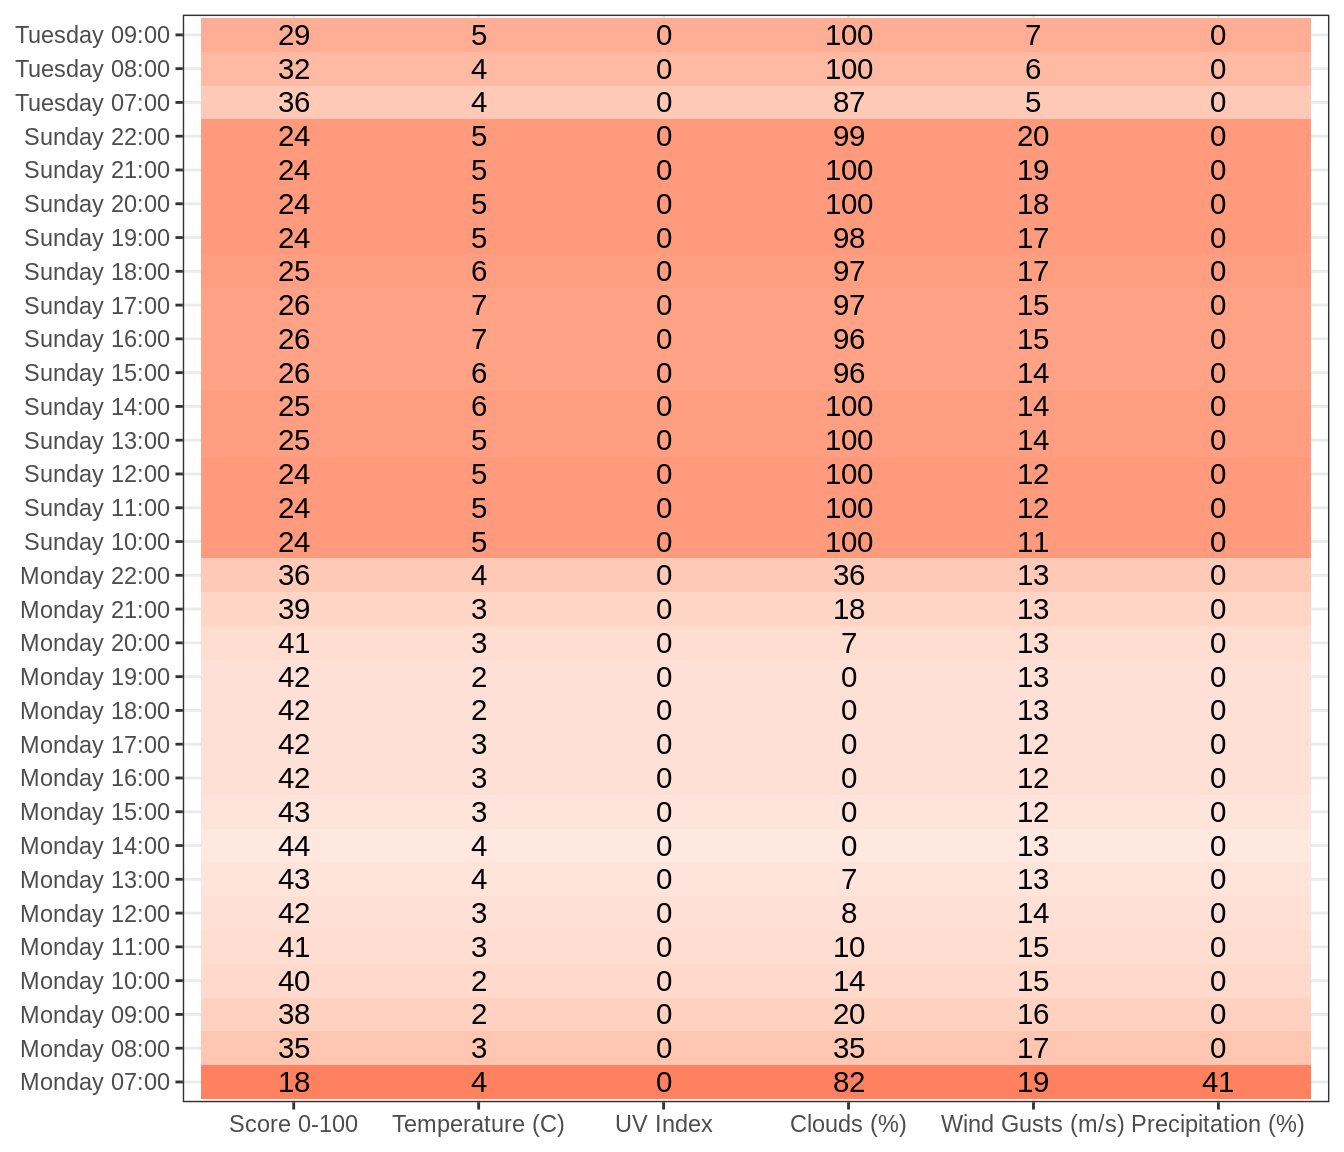 Tuesday 09:00 29 5 0 100 7 0
Tuesday 08:00 32 4 0 100 6 0
Tuesday 07:00 36 4 0 87 5 0
Sunday 22:00 24 5 0 99 20 0
Sunday 21:00 24 5 0 100 19 0
Sunday 20:00 24 5 0 100 18 0
Sunday 19:00 24 5 0 98 17 0
Sunday 18:00 25 6 0 97 17 0
Sunday 17:00 26 7 0 97 15 0
Sunday 16:00 26 7 0 96 15 0
Sunday 15:00 26 6 0 96 14 0
Sunday 14:00 25 6 0 100 14 0
Sunday 13:00 25 5 0 100 14 0
Sunday 12:00 24 5 0 100 12 0
Sunday 11:00 24 5 0 100 12 0
Sunday 10:00 24 5 0 100 11 0
Monday 22:00 36 4 0 36 13 0
Monday 21:00 39 3 0 18 13 0
Monday 20:00 41 3 0 7 13 0
Monday 19:00 42 2 0 0 13 0
Monday 18:00 42 2 0 0 13 0
Monday 17:00 42 3 0 0 12 0
Monday 16:00 42 3 0 0 12 0
Monday 15:00 43 3 0 0 12 0
Monday 14:00 44 4 0 0 13 0
Monday 13:00 43 4 0 7 13 0
Monday 12:00 42 3 0 8 14 0
Monday 11:00 41 3 0 10 15 0
Monday 10:00 40 2 0 14 15 0
Monday 09:00 38 2 0 20 16 0
Monday 08:00 35 3 0 35 17 0
Monday 07:00 18 4 0 82 19 41
Score 0-100 Temperature (C) UV Index Clouds (%) Wind Gusts (m/s) Precipitation (%)